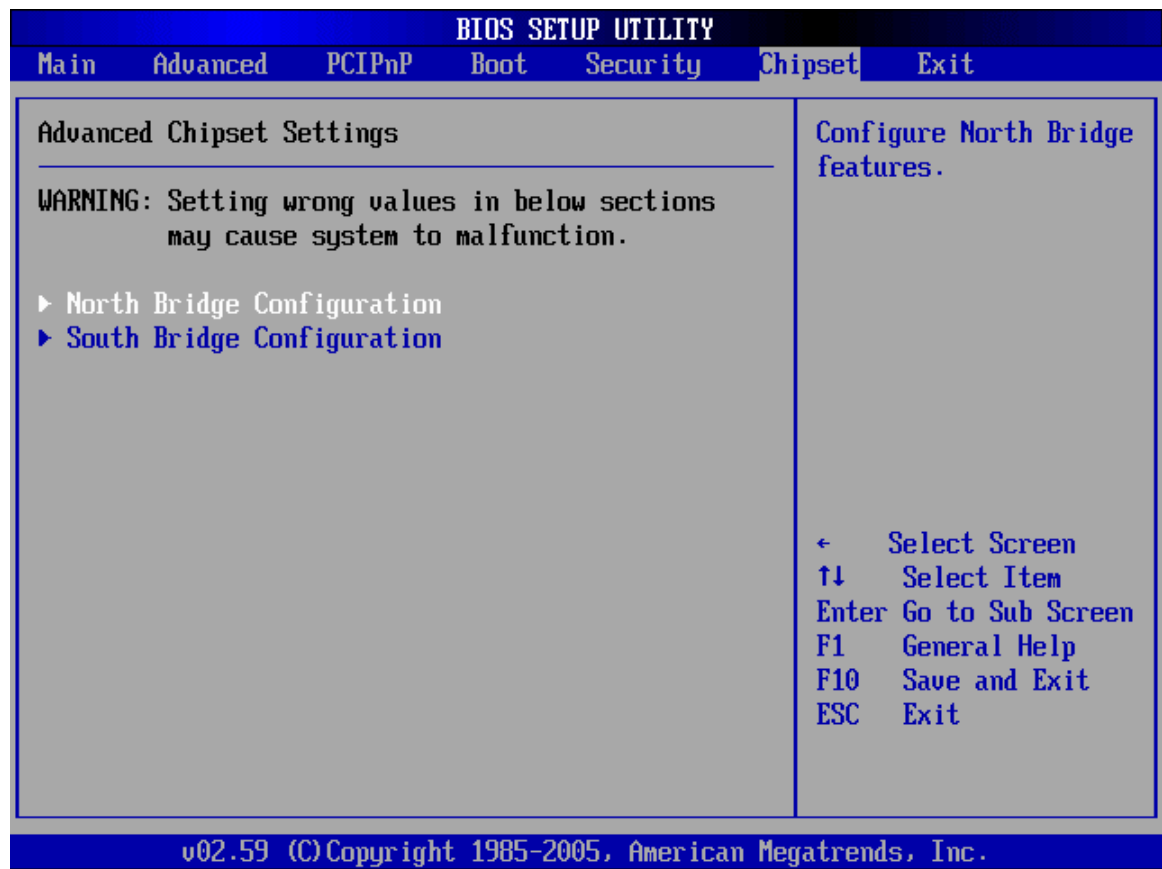 BIOS SETUP UTILITY
Main Advanced PCIPnP Boot Security Chipset Exit
Advanced Chipset Settings
WARNING: Setting wrong values in below sections
may cause system to malfunction.
▶ North Bridge Configuration
▶ South Bridge Configuration
Configure North Bridge
features.
← Select Screen
↑↓ Select Item
Enter Go to Sub Screen
F1 General Help
F10 Save and Exit
ESC Exit
v02.59 (C)Copyright 1985-2005, American Megatrends, Inc.